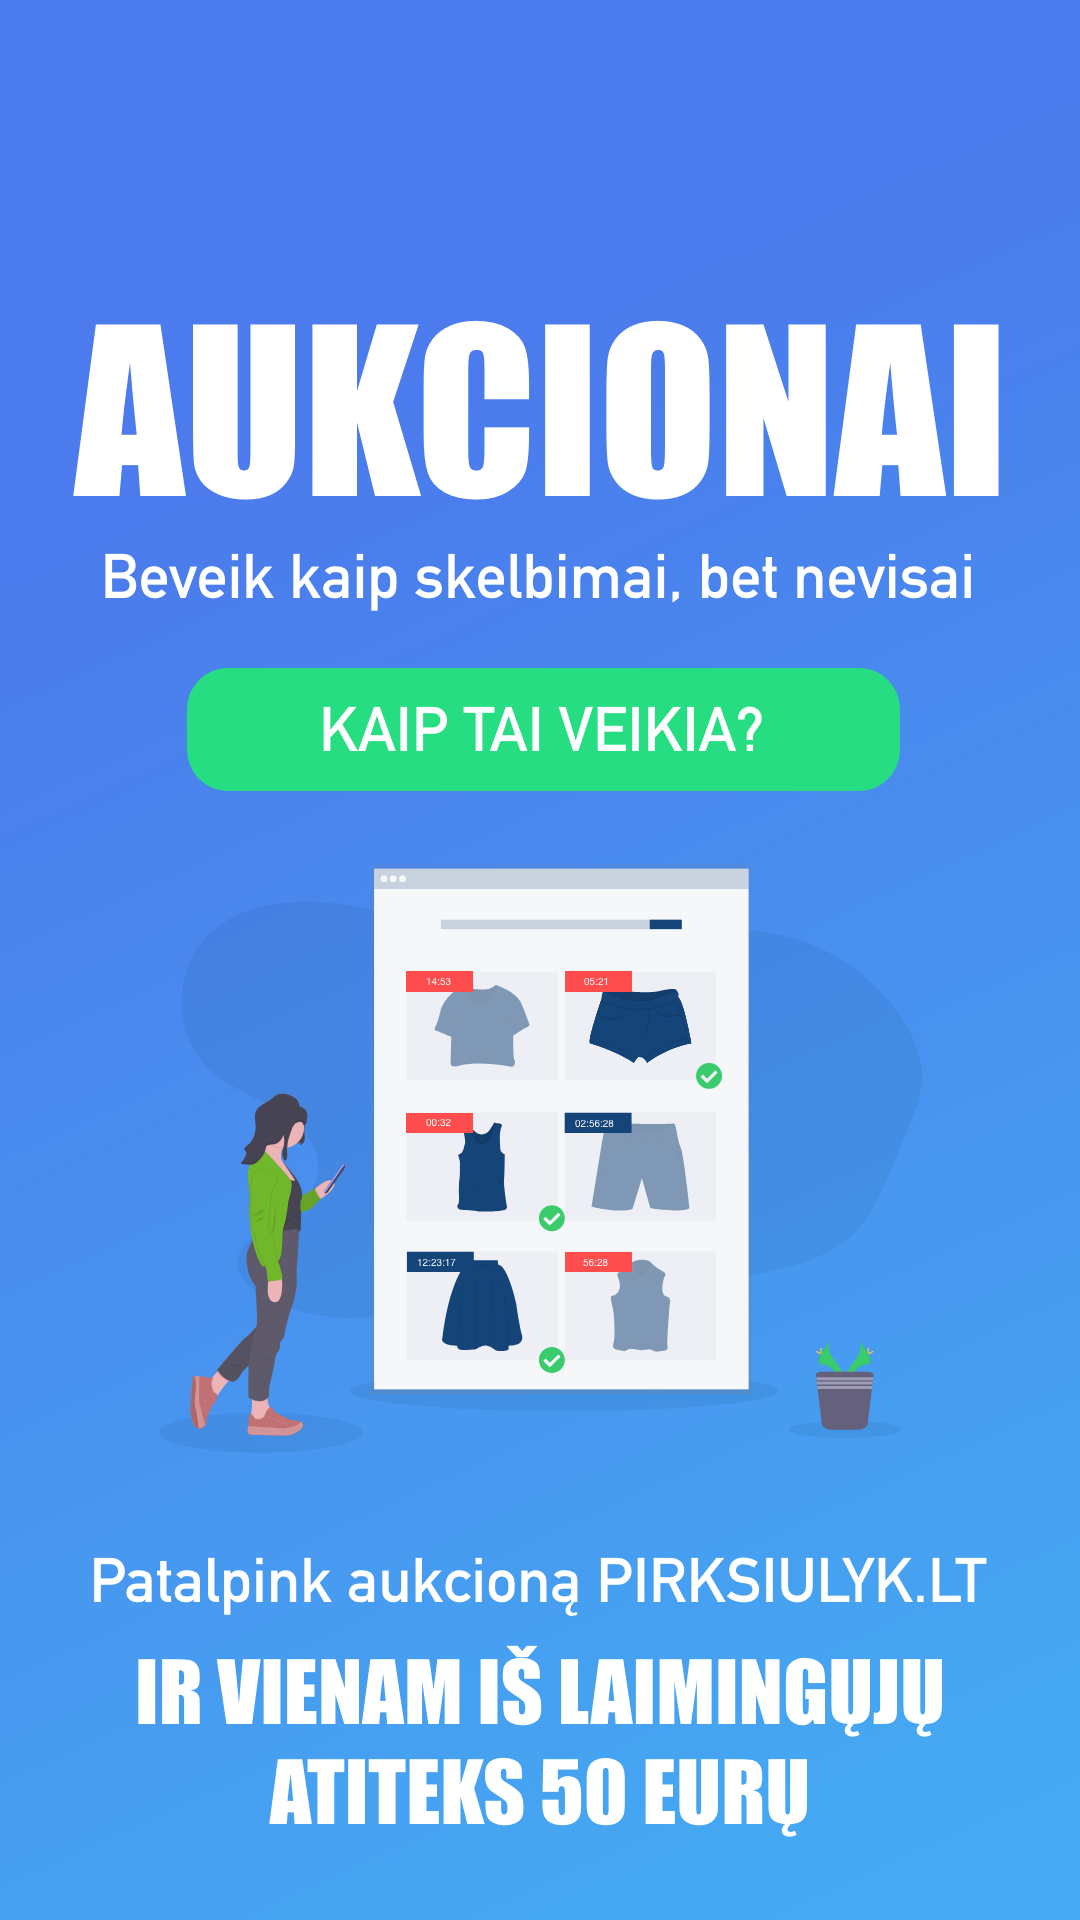 AUKCIONAI
Beveik kaip skelbimai, bet nevisai
KAIP TAI VEIKIA?
14:53
05:21
00:32
02:56:28
12:23:17
56:28
Patalpink aukcioną PIRKSIULYK.LT
IR VIENAM IŠ LAIMINGŲJŲ
ATITEKS 50 EURŲ